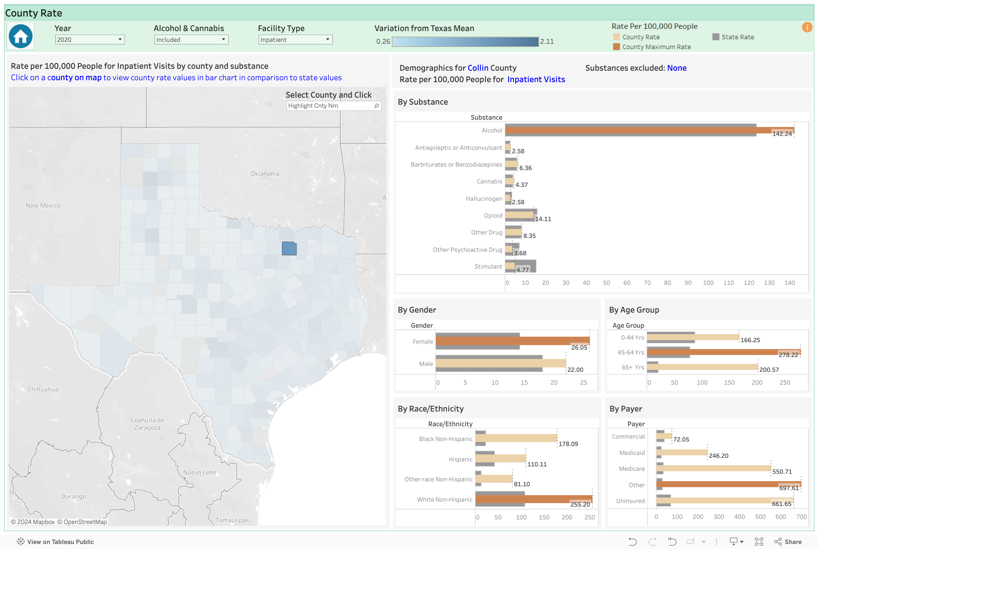 County Rate
Year
Alcohol & Cannabis
Facility Type
Variation from Texas Mean
Rate Per 100,000 People
2020
Included
Inpatient
0.26
2.11
County Rate
State Rate
County Maximum Rate
i
Rate per 100,000 People for Inpatient Visits by county and substance
Click on a county on map to view county rate values in bar chart in comparison to state values
Select County and Click
Highlight Cnty Nm
Oklahoma
New Mexico
A
Chihuahua
Coahuila de
Zaragoza
Nuevo León
Durango
Tamaulipas
© 2024 Mapbox © OpenStreetMap
Demographics for Collin County
Substances excluded: None
Rate per 100,000 People for Inpatient Visits
By Substance
Substance
Alcohol
142.24
Antiepileptic or Anticonvulsant
2.58
Barbiturates or Benzodiazepines
6.36
Cannabis
4.37
Hallucinogen
2.58
Opioid
14.11
Other Drug
8.35
Other Psychoactive Drug
3.68
Stimulant
4.77
0 10 20 30 40 50 60 70 80 90 100 110 120 130 140
By Gender
Gender
Female
26.05
Male
22.00
0 5 10 15 20 25
By Age Group
Age Group
0-44 Yrs
166.25
45-64 Yrs
278.22
65+ Yrs
200.57
0 50 100 150 200 250
By Race/Ethnicity
Race/Ethnicity
Black Non-Hispanic
178.09
Hispanic
110.11
Other race Non-Hispanic
81.10
White Non-Hispanic
255.20
0 50 100 150 200 250
By Payer
Payer
Commercial
72.05
Medicaid
246.20
Medicare
550.71
Other
697.61
Uninsured
661.65
0 100 200 300 400 500 600 700
View on Tableau Public
Share